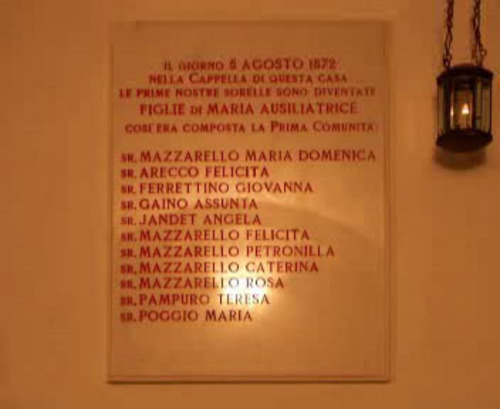 IL GIORNO 5 AGOSTO 1872
NELLA CAPPELLA DI QUESTA CASA
LE PRIME NOSTRE SORELLE SONO DIVENTATE
FIGLIE DI MARIA AUSILIATRICE
COSI' ERA COMPOSTA LA PRIMA COMUNITA'
SR. MAZZARELLO MARIA DOMENICA
SR. ARECCO FELICITA
SR. FERRETTINO GIOVANNA
SR. GAINO ASSUNTA
SR. JANDET ANGELA
SR. MAZZARELLO FELICITA
SR. MAZZARELLO PETRONILLA
SR. MAZZARELLO CATERINA
SR. MAZZARELLO ROSA
SR. PAMPURO TERESA
SR. POGGIO MARIA